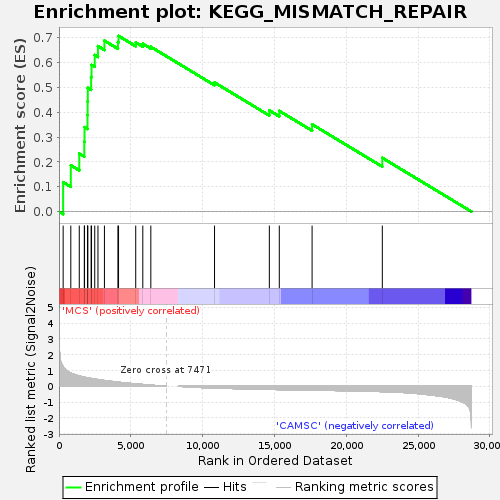 Enrichment plot: KEGG_MISMATCH_REPAIR
Enrichment score (ES)
0.7
0.6
0.5
0.4
0.3
0.2
0.1
0.0
'MCS' (positively correlated)
Ranked list metric (Signal2Noise)
5
4
3
2
1
0
-1
-2
-3
Zero cross at 7471
'CAMSC' (negatively correlated)
0 5,000 10,000 15,000 20,000 25,000 30,000
Rank in Ordered Dataset
Enrichment profile Hits Ranking metric scores